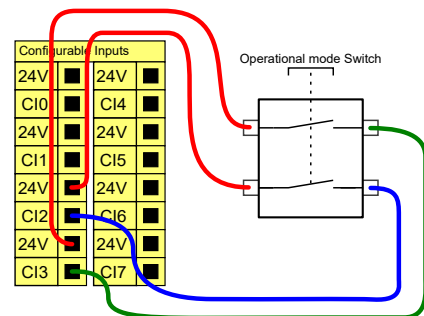 Configurable Inputs
Operational mode Switch
24V 24V
CI0 CI4
24V 24V
CI1 CI5
24V 24V
CI2 CI6
24V 24V
CI3 CI7